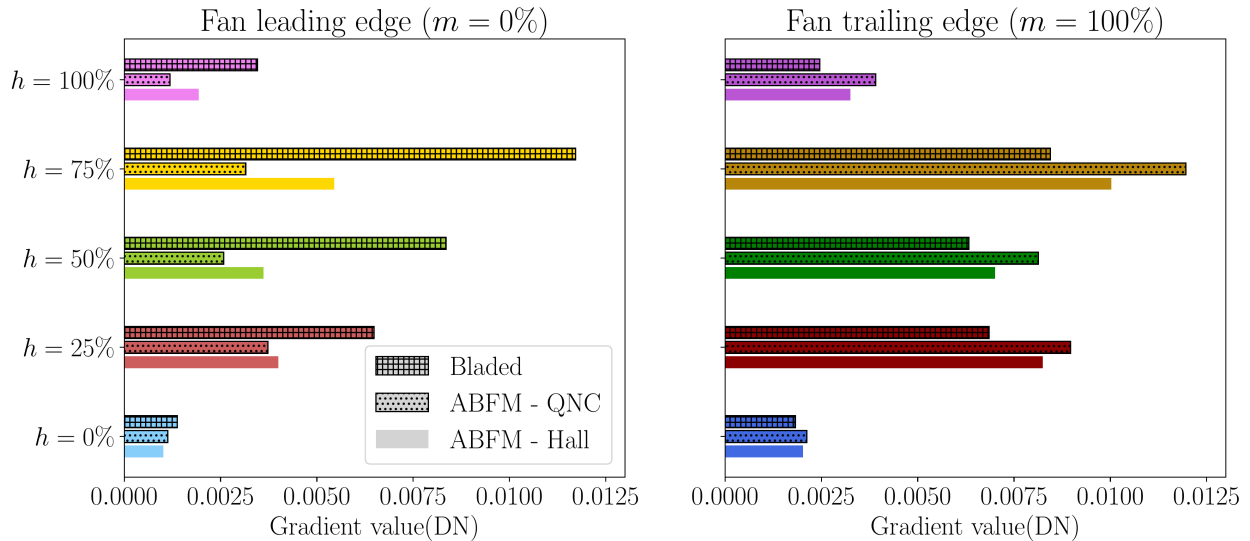 Fan leading edge (m = 0%)
h = 100%
h = 75%
h = 50%
h = 25%
h = 0%
Bladed
ABFM - QNC
ABFM - Hall
0.0000 0.0025 0.0050 0.0075 0.0100 0.0125
Gradient value(DN)
Fan trailing edge (m = 100%)
0.0000 0.0025 0.0050 0.0075 0.0100 0.0125
Gradient value(DN)